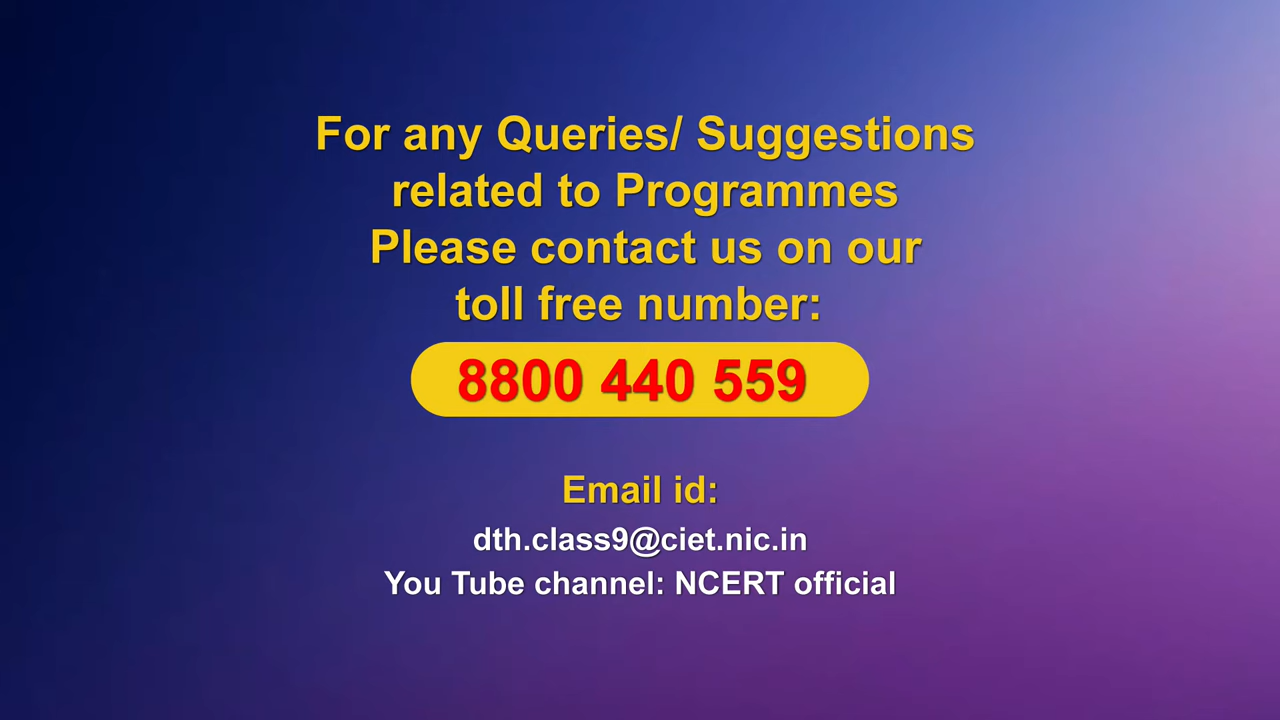 For any Queries/ Suggestions
related to Programmes
Please contact us on our
toll free number:
8800 440 559
Email id:
dth.class9@ciet.nic.in
You Tube channel: NCERT official